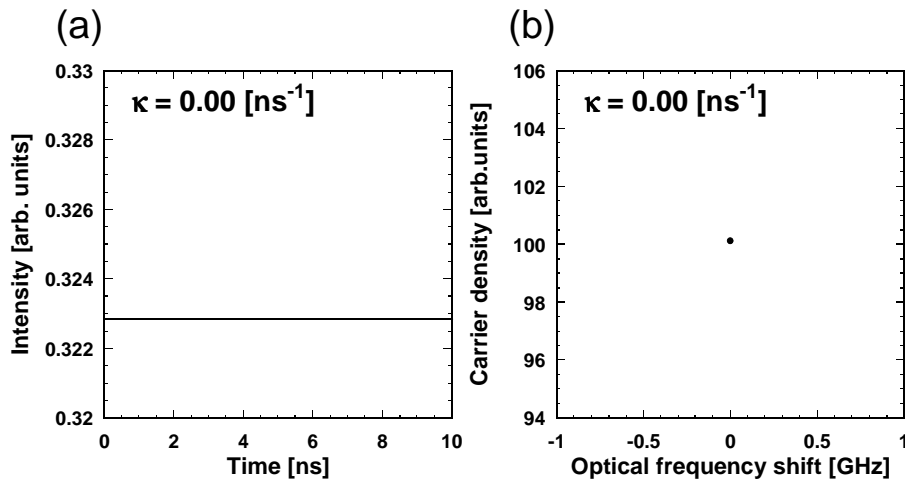 (a)
κ = 0.00 [ns-1]
Intensity [arb. units]
0.33
0.328
0.326
0.324
0.322
0.32
0 2 4 6 8 10
Time [ns]
(b)
κ = 0.00 [ns-1]
Carrier density [arb.units]
106
104
102
100
98
96
94
-1 -0.5 0 0.5 1
Optical frequency shift [GHz]